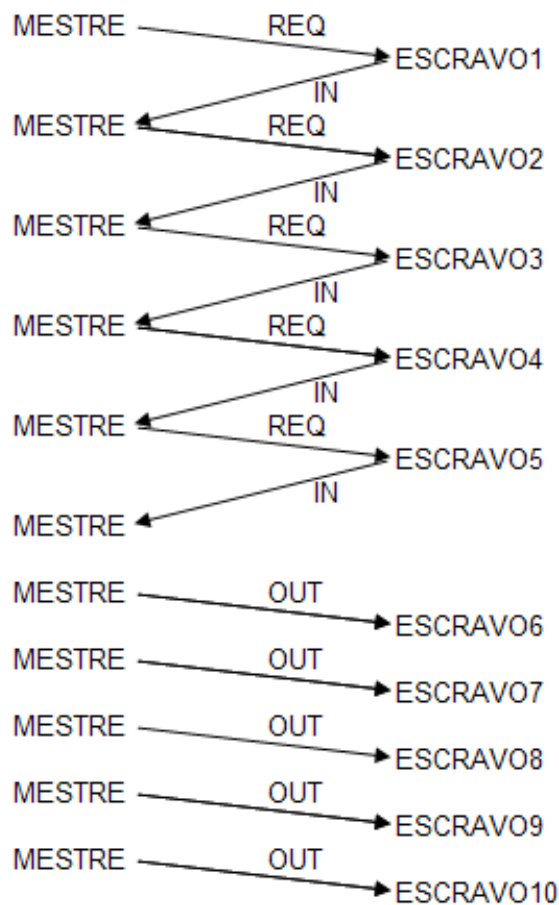 MESTRE REQ
ESCRAVO1
IN
MESTRE REQ
ESCRAVO2
IN
MESTRE REQ
ESCRAVO3
IN
MESTRE REQ
ESCRAVO4
IN
MESTRE REQ
ESCRAVO5
IN
MESTRE
MESTRE OUT
ESCRAVO6
MESTRE OUT
ESCRAVO7
MESTRE OUT
ESCRAVO8
MESTRE OUT
ESCRAVO9
MESTRE OUT
ESCRAVO10